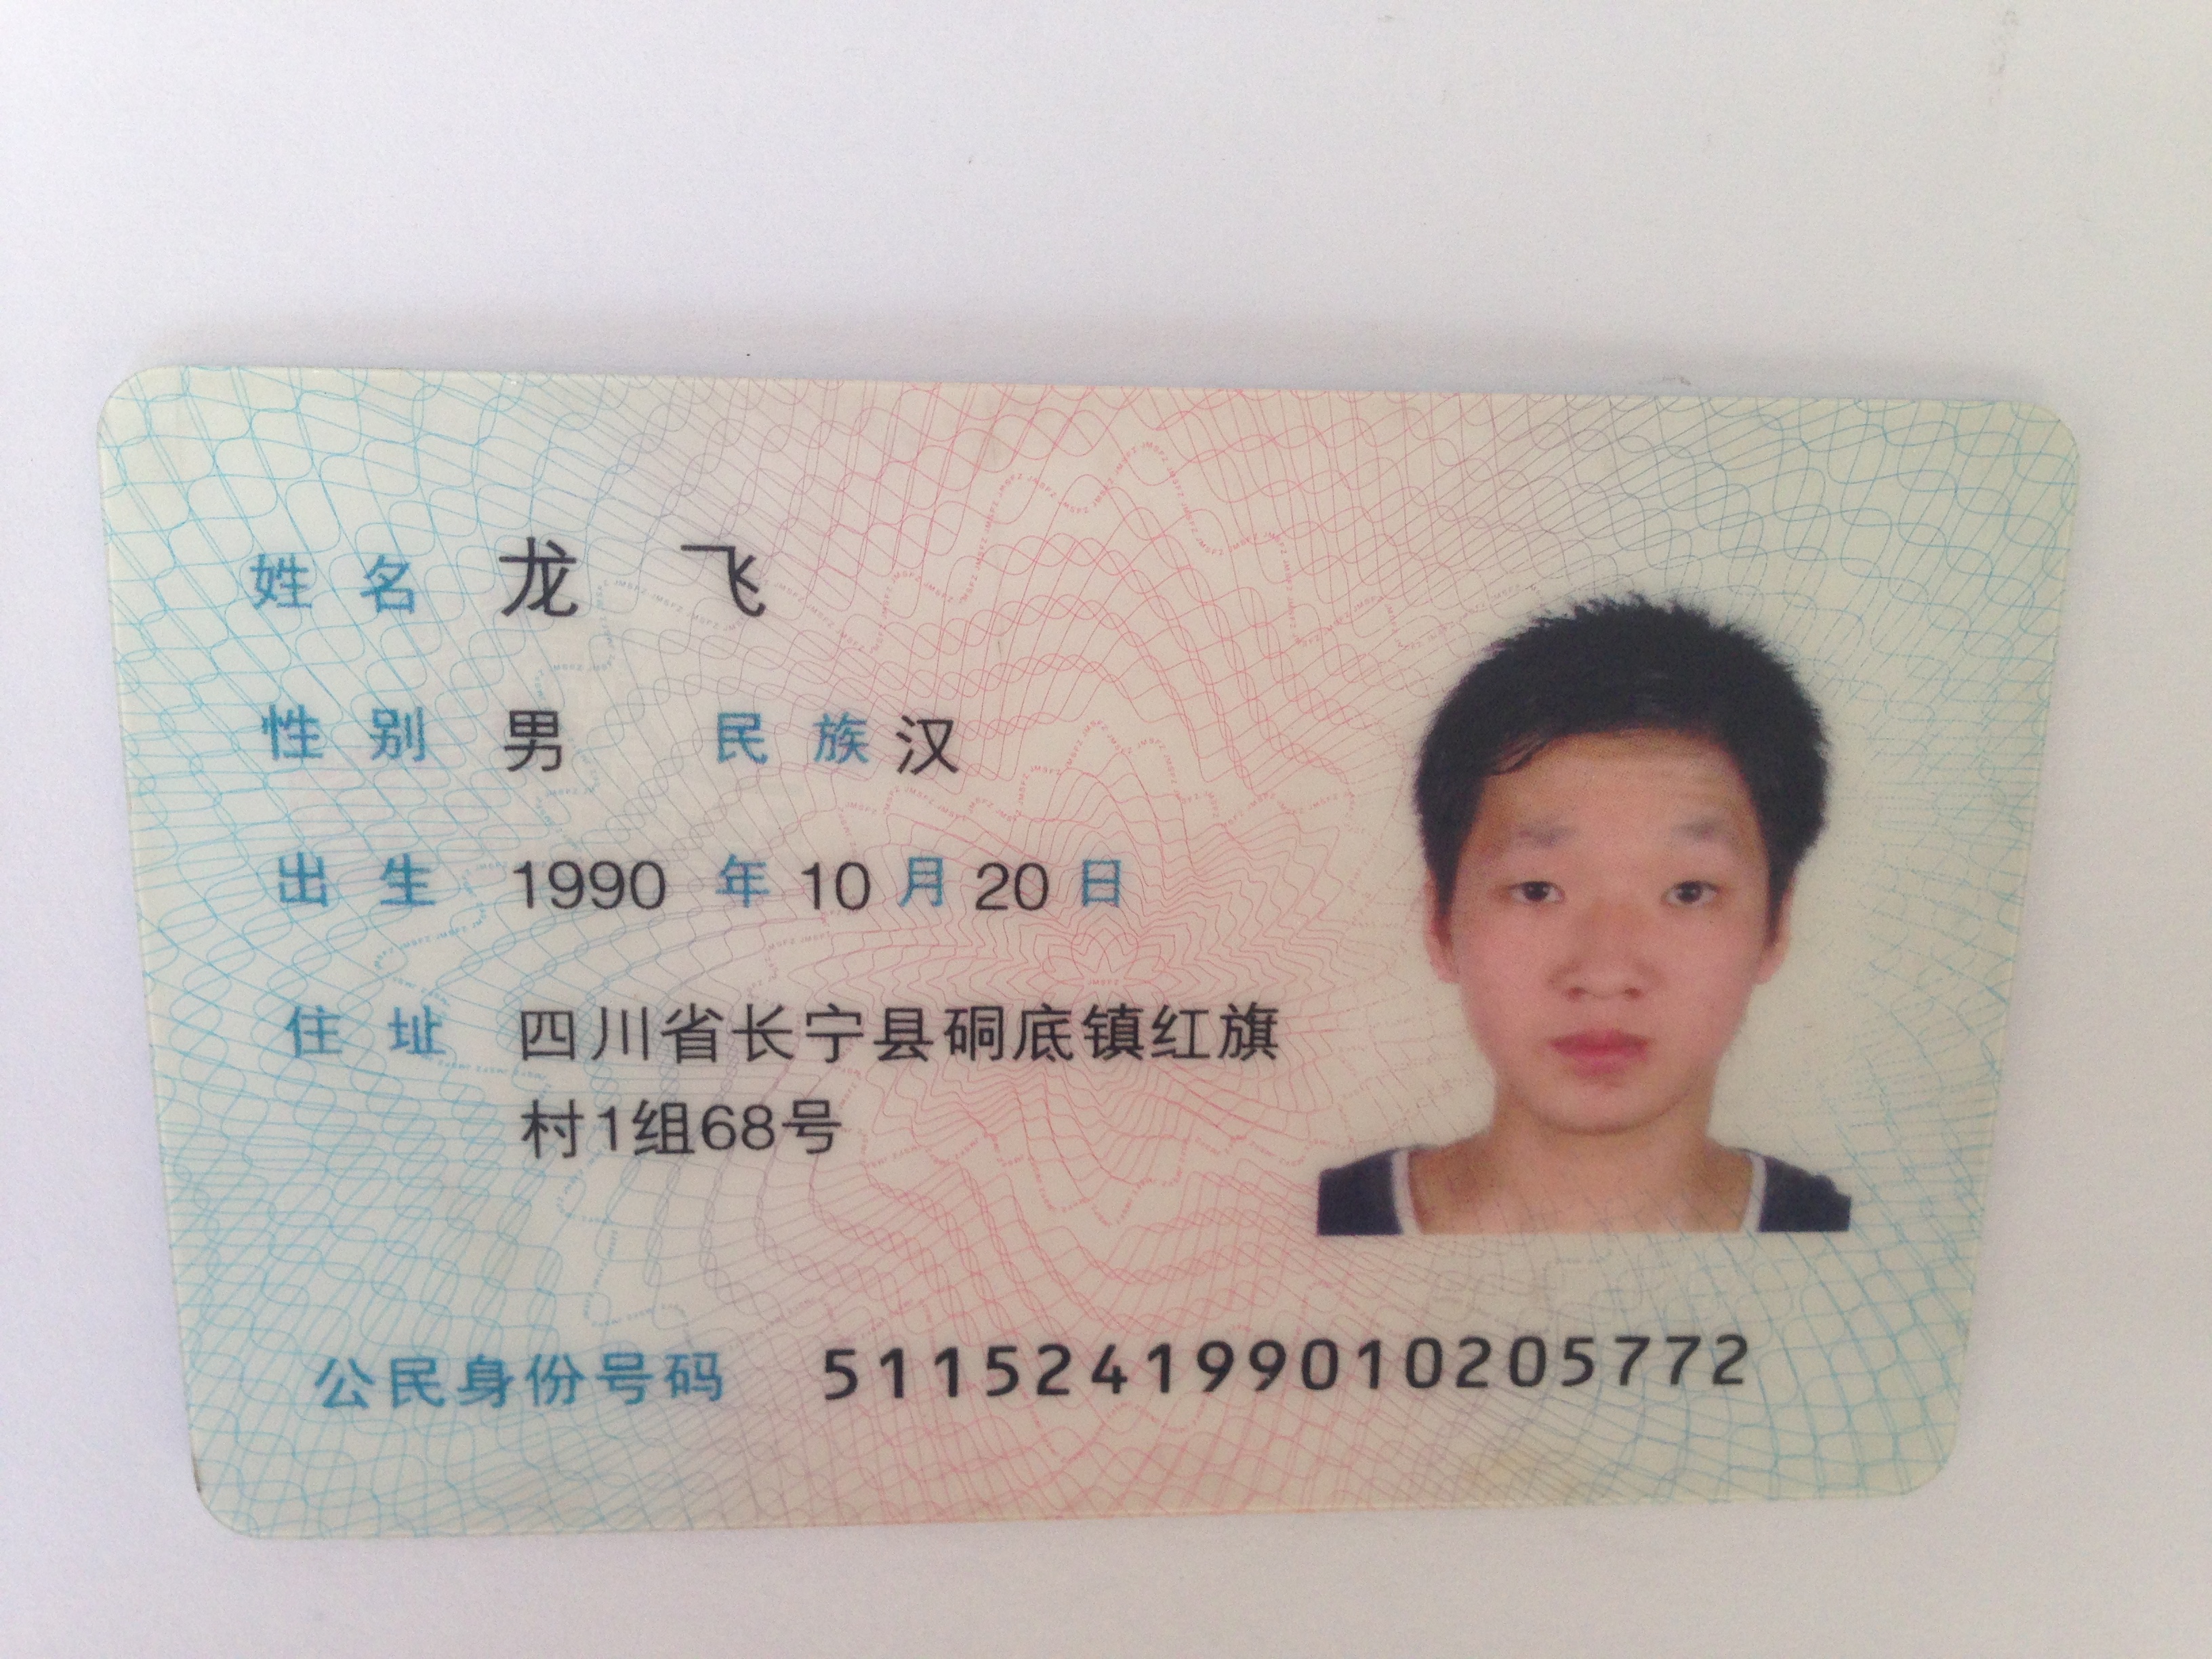 姓名 龙飞
性别 男 民族 汉
出生 1990 年 10 月 20 日
住址 四川省长宁县硐底镇红旗
村1组68号
公民身份号码 511524199010205772